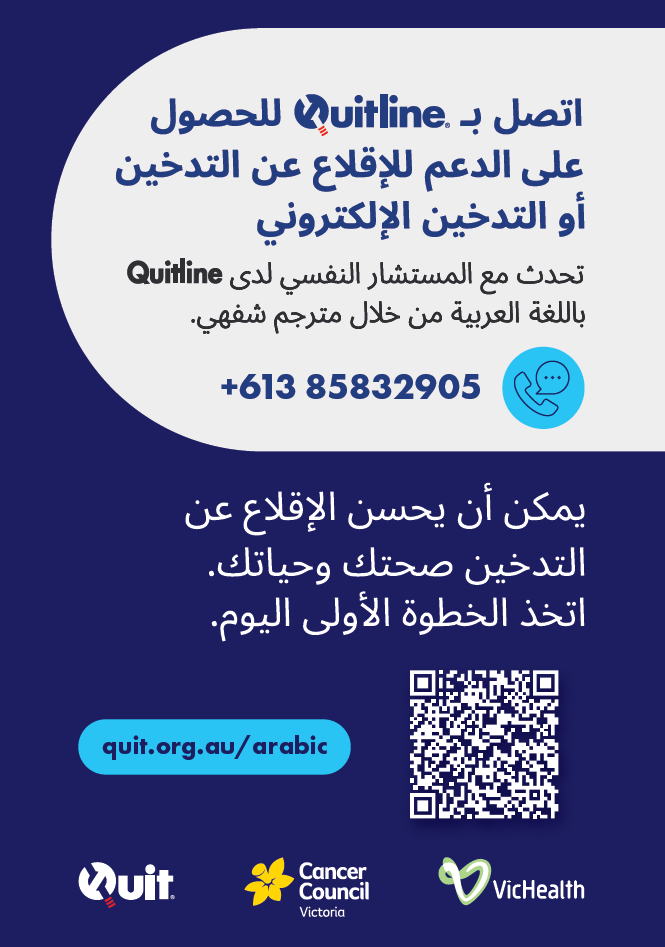 اتصل بـ Quitline® للحصول
على الدعم للإقلاع عن التدخين
أو التدخين الإلكتروني
تحدث مع المستشار النفسي لدى Quitline
باللغة العربية من خلال مترجم شفهي.
+613 85832905
يمكن أن يحسن الإقلاع عن
التدخين صحتك وحياتك.
اتخذ الخطوة الأولى اليوم.
quit.org.au/arabic
Quit®
Cancer
Council
Victoria
VicHealth